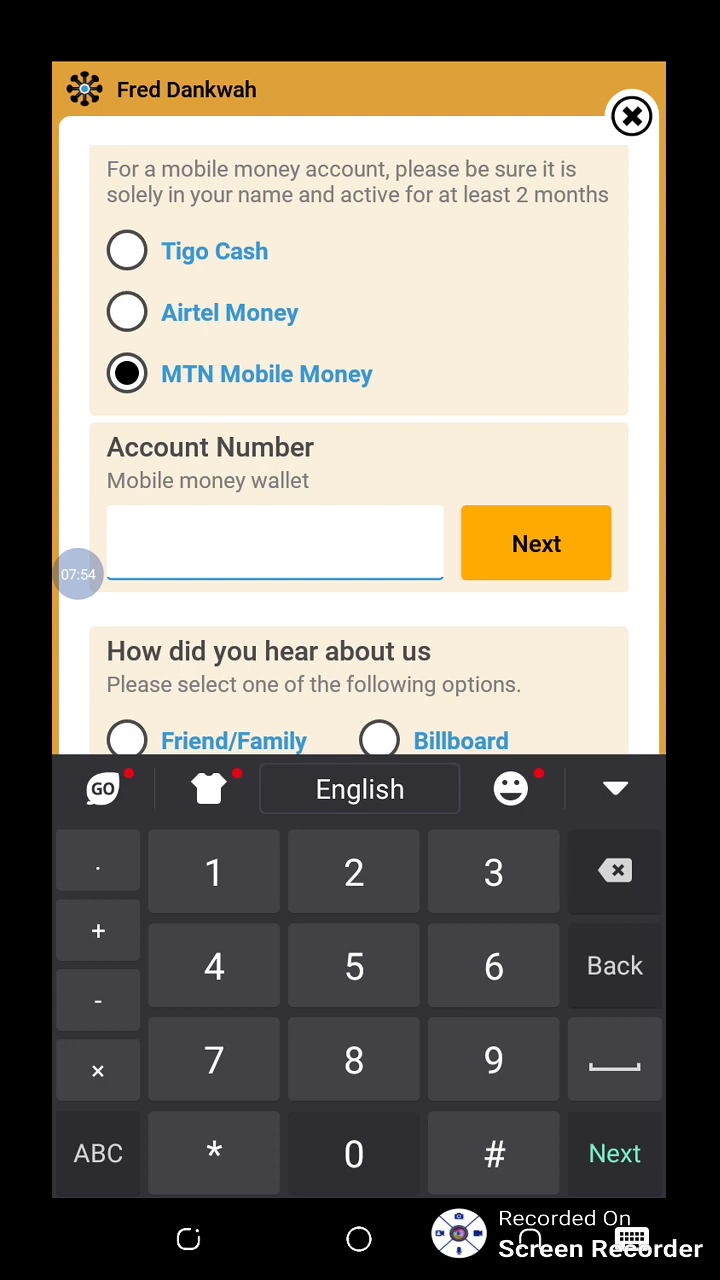 Fred Dankwah
For a mobile money account, please be sure it is
solely in your name and active for at least 2 months
Tigo Cash
Airtel Money
MTN Mobile Money
Account Number
Mobile money wallet
Next
07:54
How did you hear about us
Please select one of the following options.
Friend/Family Billboard
GO English
. 1 2 3
+
4 5 6 Back
-
7 8 9
×
ABC * 0 # Next
Recorded On
Screen Recorder